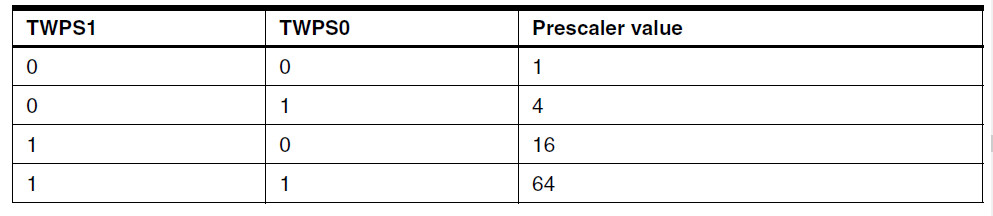 TWPS1 TWPS0 Prescaler value
0 0 1
0 1 4
1 0 16
1 1 64